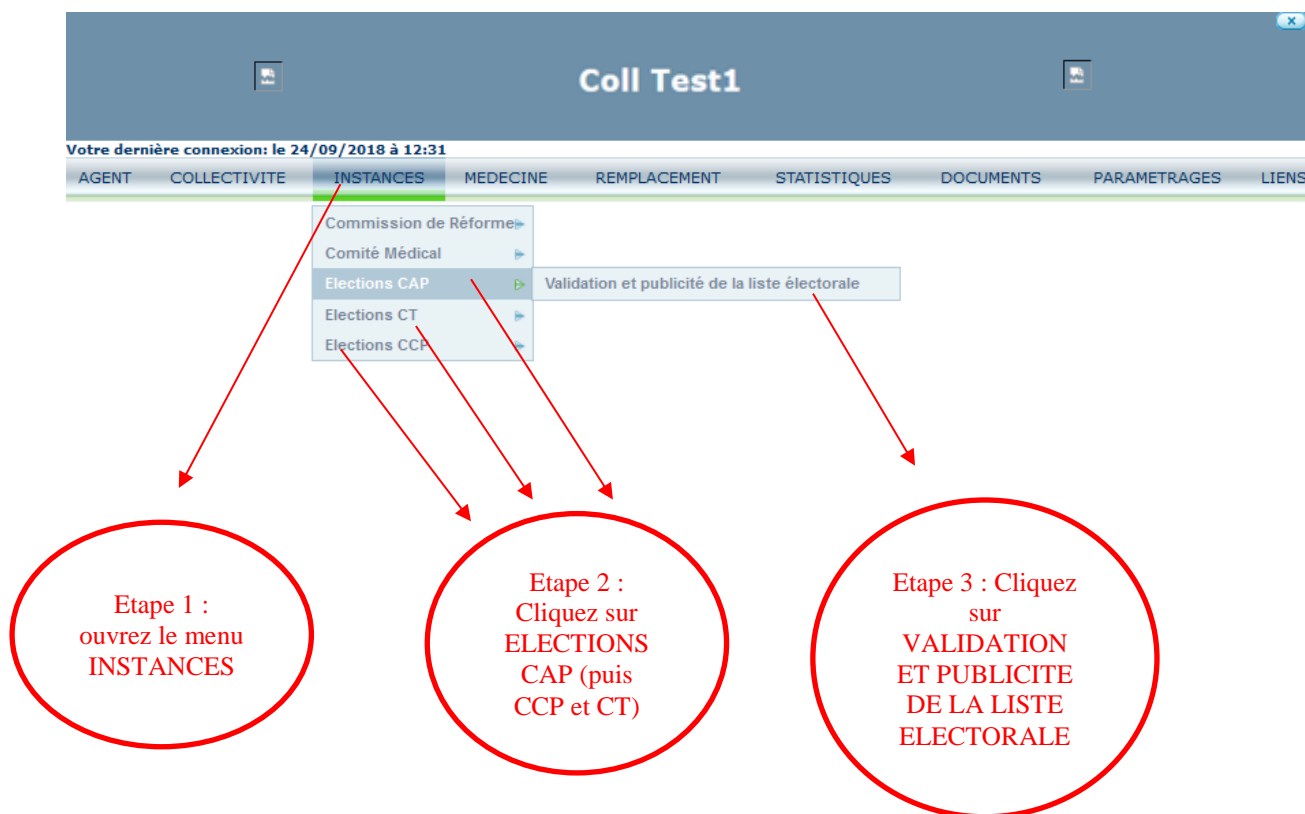 Coll Test1
Votre dernière connexion: le 24/09/2018 à 12:31
AGENT COLLECTIVITE INSTANCES MEDECINE REMPLACEMENT STATISTIQUES DOCUMENTS PARAMETRAGES LIENS
Commission de Réforme
Comité Médical
Elections CAP
Validation et publicité de la liste électorale
Elections CT
Elections CCP
Etape 1 :
ouvrez le menu
INSTANCES
Etape 2 :
Cliquez sur
ELECTIONS
CAP (puis
CCP et CT)
Etape 3 : Cliquez
sur
VALIDATION
ET PUBLICITE
DE LA LISTE
ELECTORALE